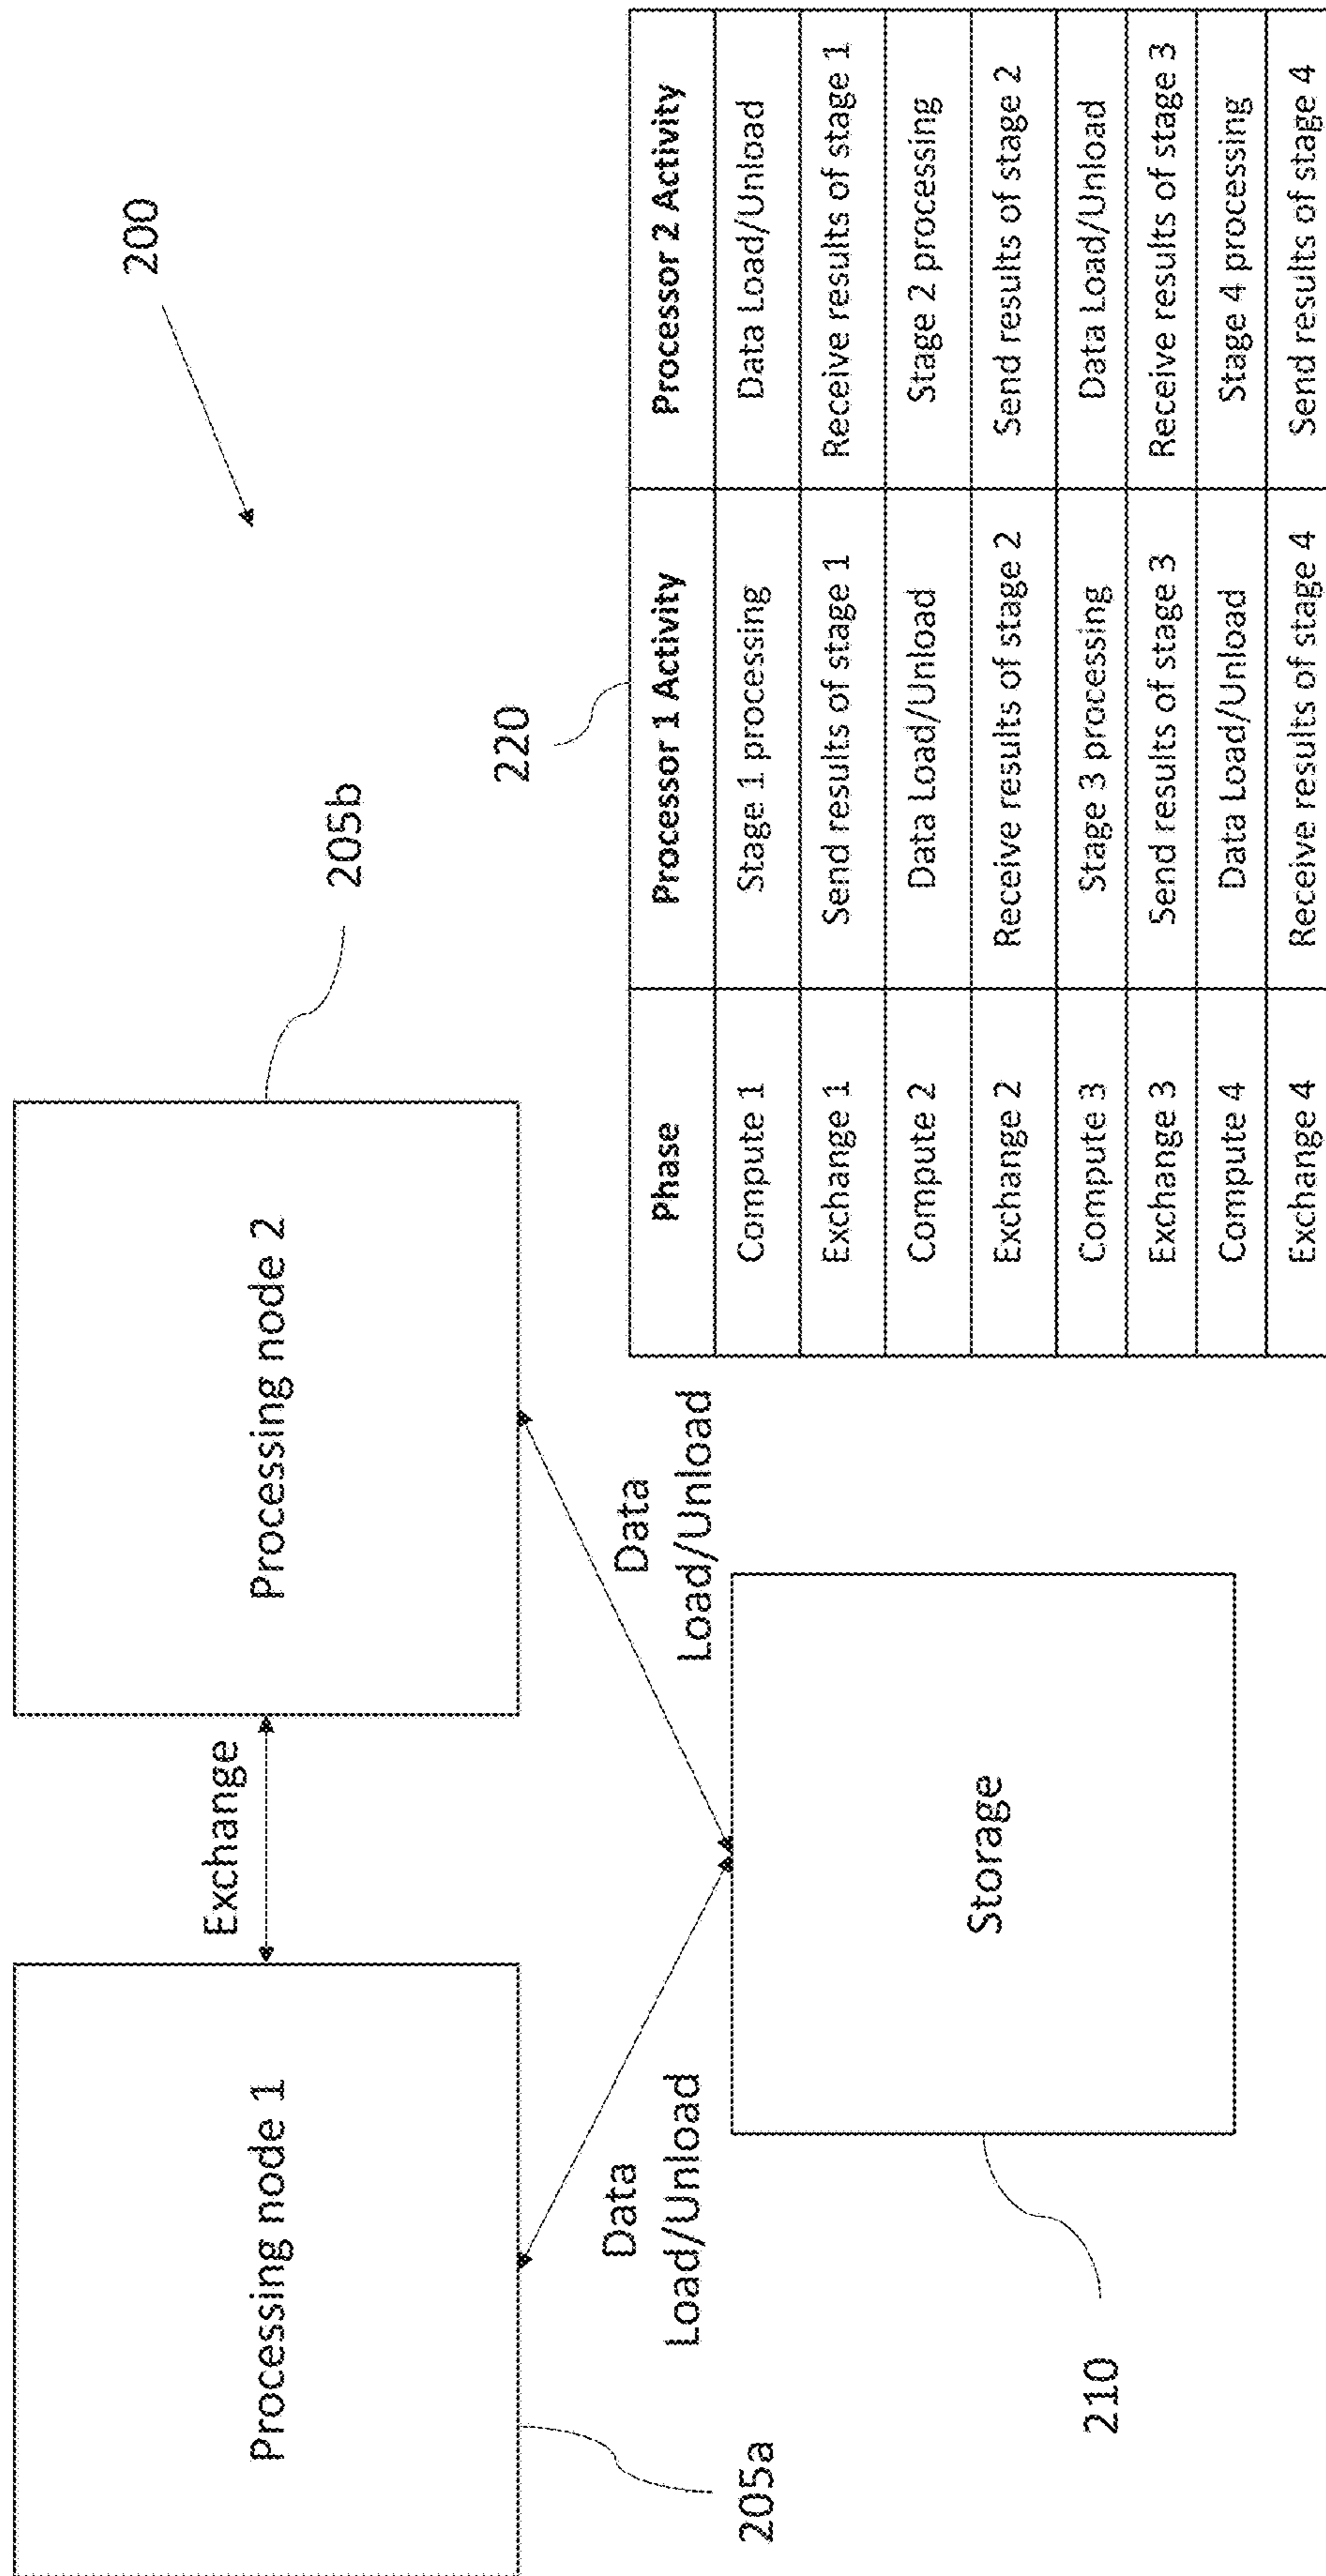 200
205b
Processing node 1
Exchange
Processing node 2
205a
Data
Load/Unload
Data
Load/Unload
Storage
210
220
Phase Processor 1 Activity Processor 2 Activity
Compute 1 Stage 1 processing Data Load/Unload
Exchange 1 Send results of stage 1 Receive results of stage 1
Compute 2 Data Load/Unload Stage 2 processing
Exchange 2 Receive results of stage 2 Send results of stage 2
Compute 3 Stage 3 processing Data Load/Unload
Exchange 3 Send results of stage 3 Receive results of stage 3
Compute 4 Data Load/Unload Stage 4 processing
Exchange 4 Receive results of stage 4 Send results of stage 4